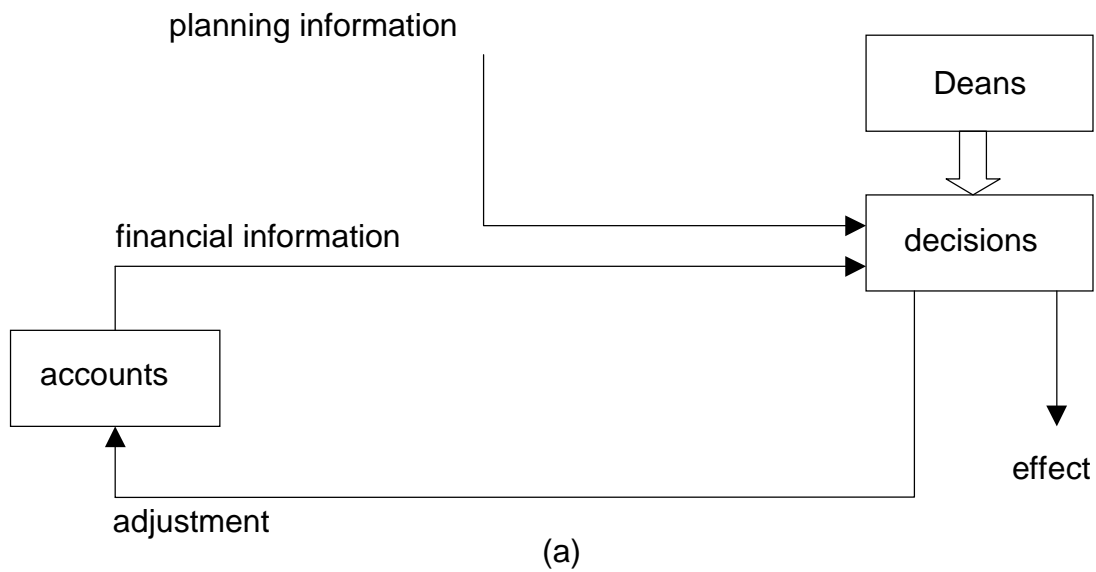 planning information
Deans
financial information
decisions
accounts
effect
adjustment
(a)